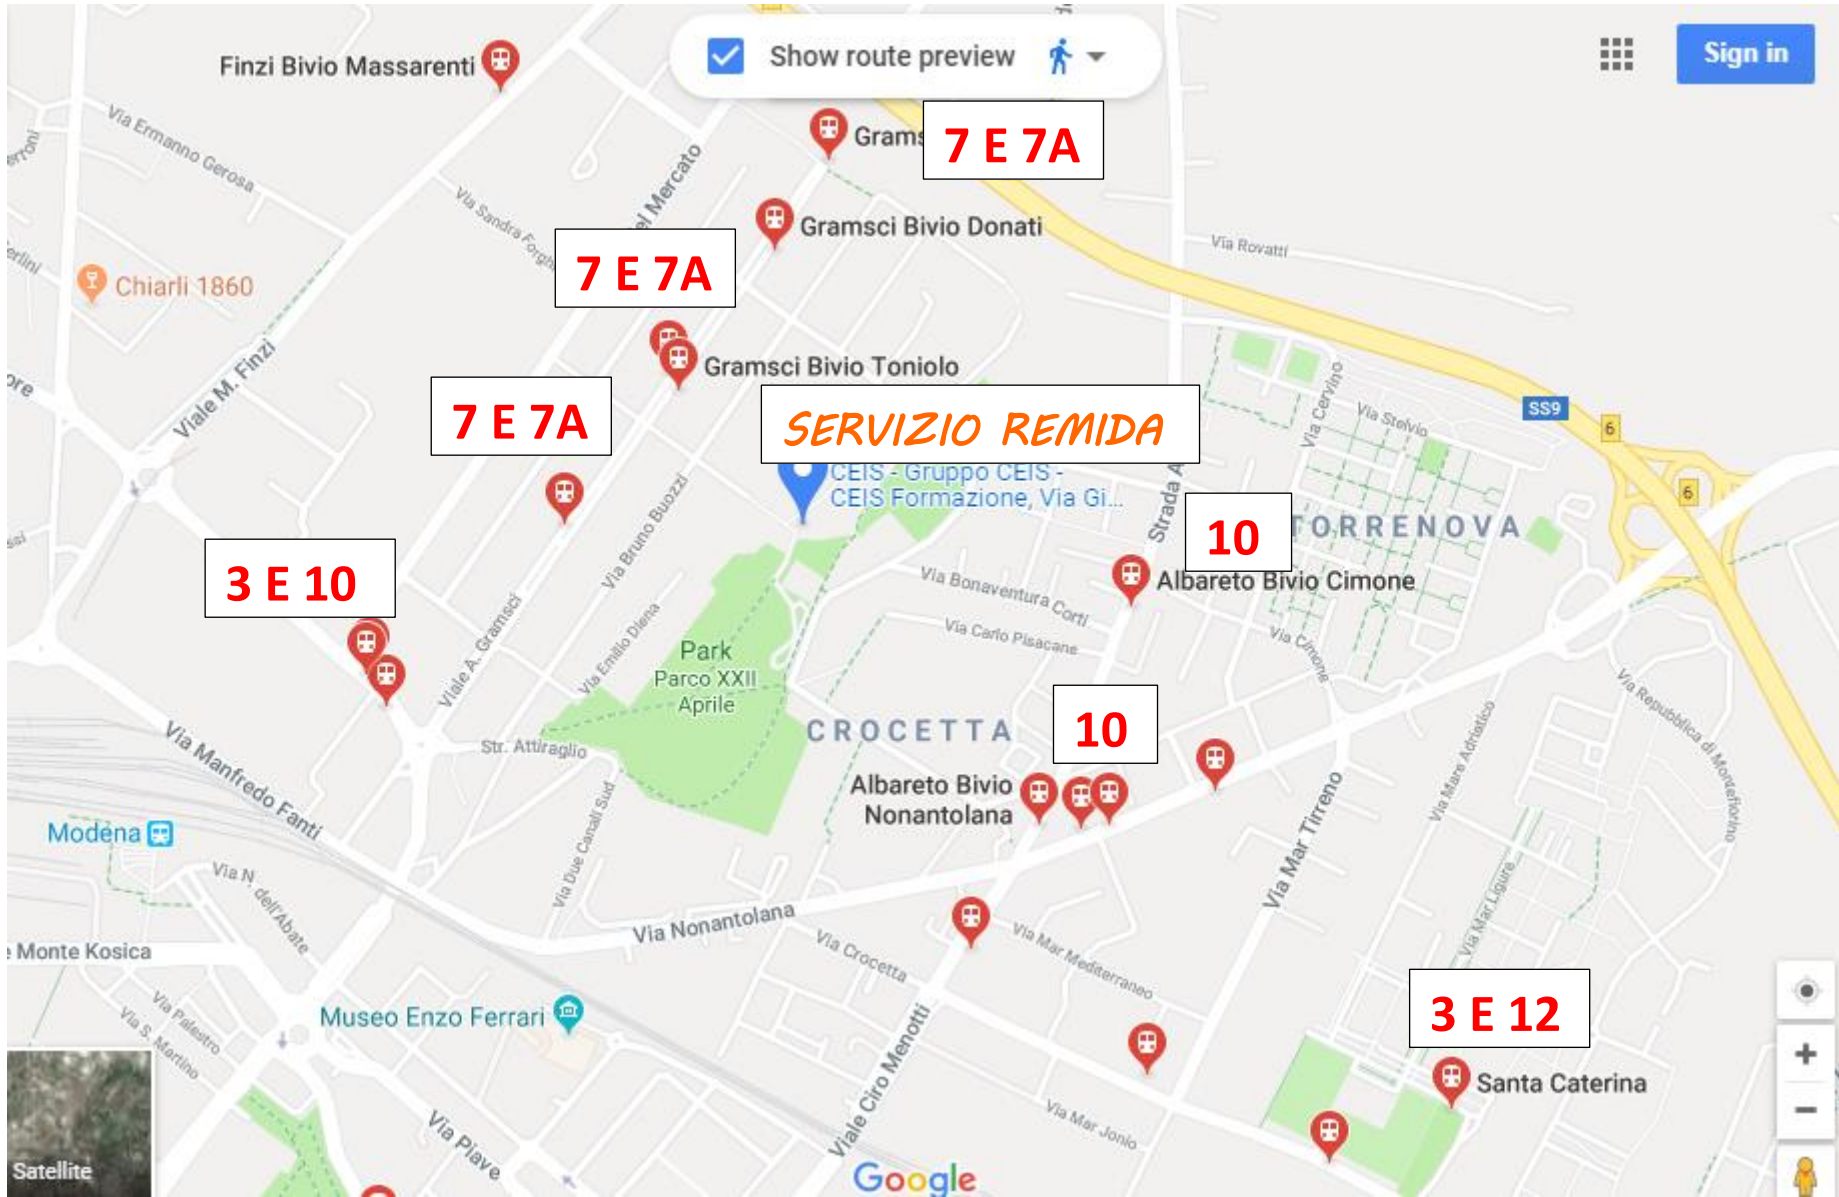 Finzi Bivio Massarenti
Show route preview
Sign in
7 E 7A
Via Ermanno Gerosa
Gramsci Bivio Donati
Via Rovatti
7 E 7A
Chiarli 1860
Gramsci Bivio Toniolo
Viale M. Finzi
7 E 7A
SERVIZIO REMIDA
Via Cervino
Via Stelvio
SS9
6
CEIS - Gruppo CEIS -
CEIS Formazione, Via Gi...
6
Via Bruno Buozzi
10
TORRENOVA
3 E 10
Via Bonaventura Corti
Albareto Bivio Cimone
Viale A. Gramsci
Via Emilio Diena
Via Carlo Pisacane
Via Cimone
Park
Parco XXII
Aprile
CROCETTA
10
Via Repubblica di Montefiorino
Via Mare Adriatico
Str. Attiraglio
Via Manfredo Fanti
Albareto Bivio
Nonantolana
Modena
Via Due Canali Sud
Via Mar Tirreno
Via N.
dell'Abate
Via Nonantolana
Via Mar Ligure
Monte Kosica
Via Crocetta
Via Mar Mediterraneo
Via Palestro
Via S. Martino
Museo Enzo Ferrari
3 E 12
Viale Ciro Menotti
Santa Caterina
Via Mar Jonio
Via Piave
Satellite
Google